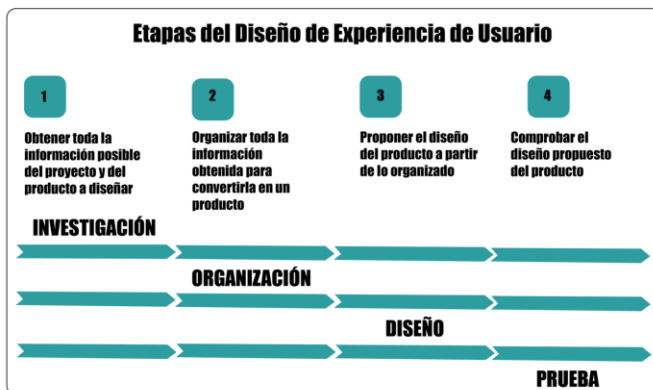 Etapas del Diseño de Experiencia de Usuario
1
Obtener toda la
información posible
del proyecto y del
producto a diseñar
2
Organizar toda la
información
obtenida para
convertirla en un
producto
3
Proponer el diseño
del producto a partir
de lo organizado
4
Comprobar el
diseño propuesto
del producto
INVESTIGACIÓN
ORGANIZACIÓN
DISEÑO
PRUEBA